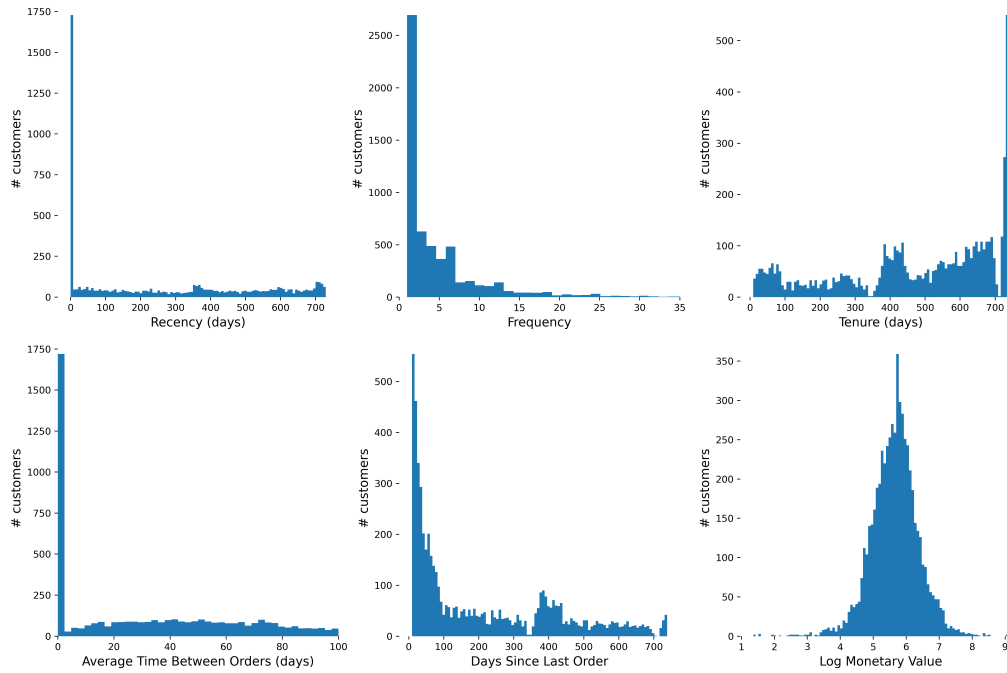 1750
1500
1250
1000
750
500
250
0
# customers
0 100 200 300 400 500 600 700
Recency (days)
2500
2000
1500
1000
500
0
# customers
0 5 10 15 20 25 30 35
Frequency
500
400
300
200
100
0
# customers
0 100 200 300 400 500 600 700
Tenure (days)
1750
1500
1250
1000
750
500
250
0
# customers
0 20 40 60 80 100
Average Time Between Orders (days)
500
400
300
200
100
0
# customers
0 100 200 300 400 500 600 700
Days Since Last Order
350
300
250
200
150
100
50
0
# customers
1 2 3 4 5 6 7 8 9
Log Monetary Value